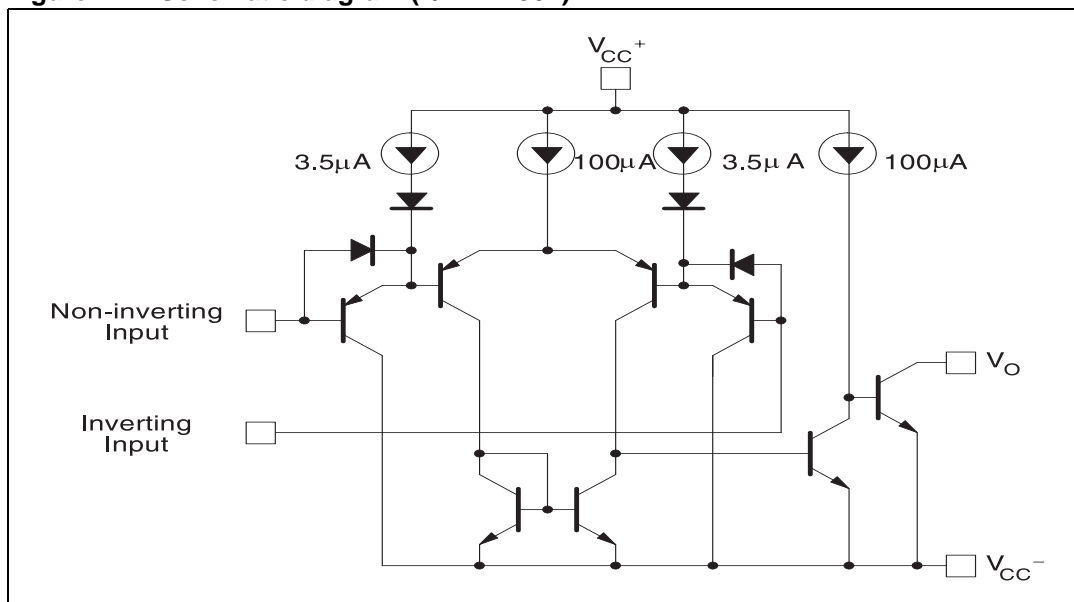 V_CC+
3.5μA
100μA
3.5μ A
100μA
Non-inverting
Input
V_O
Inverting
Input
V_CC−